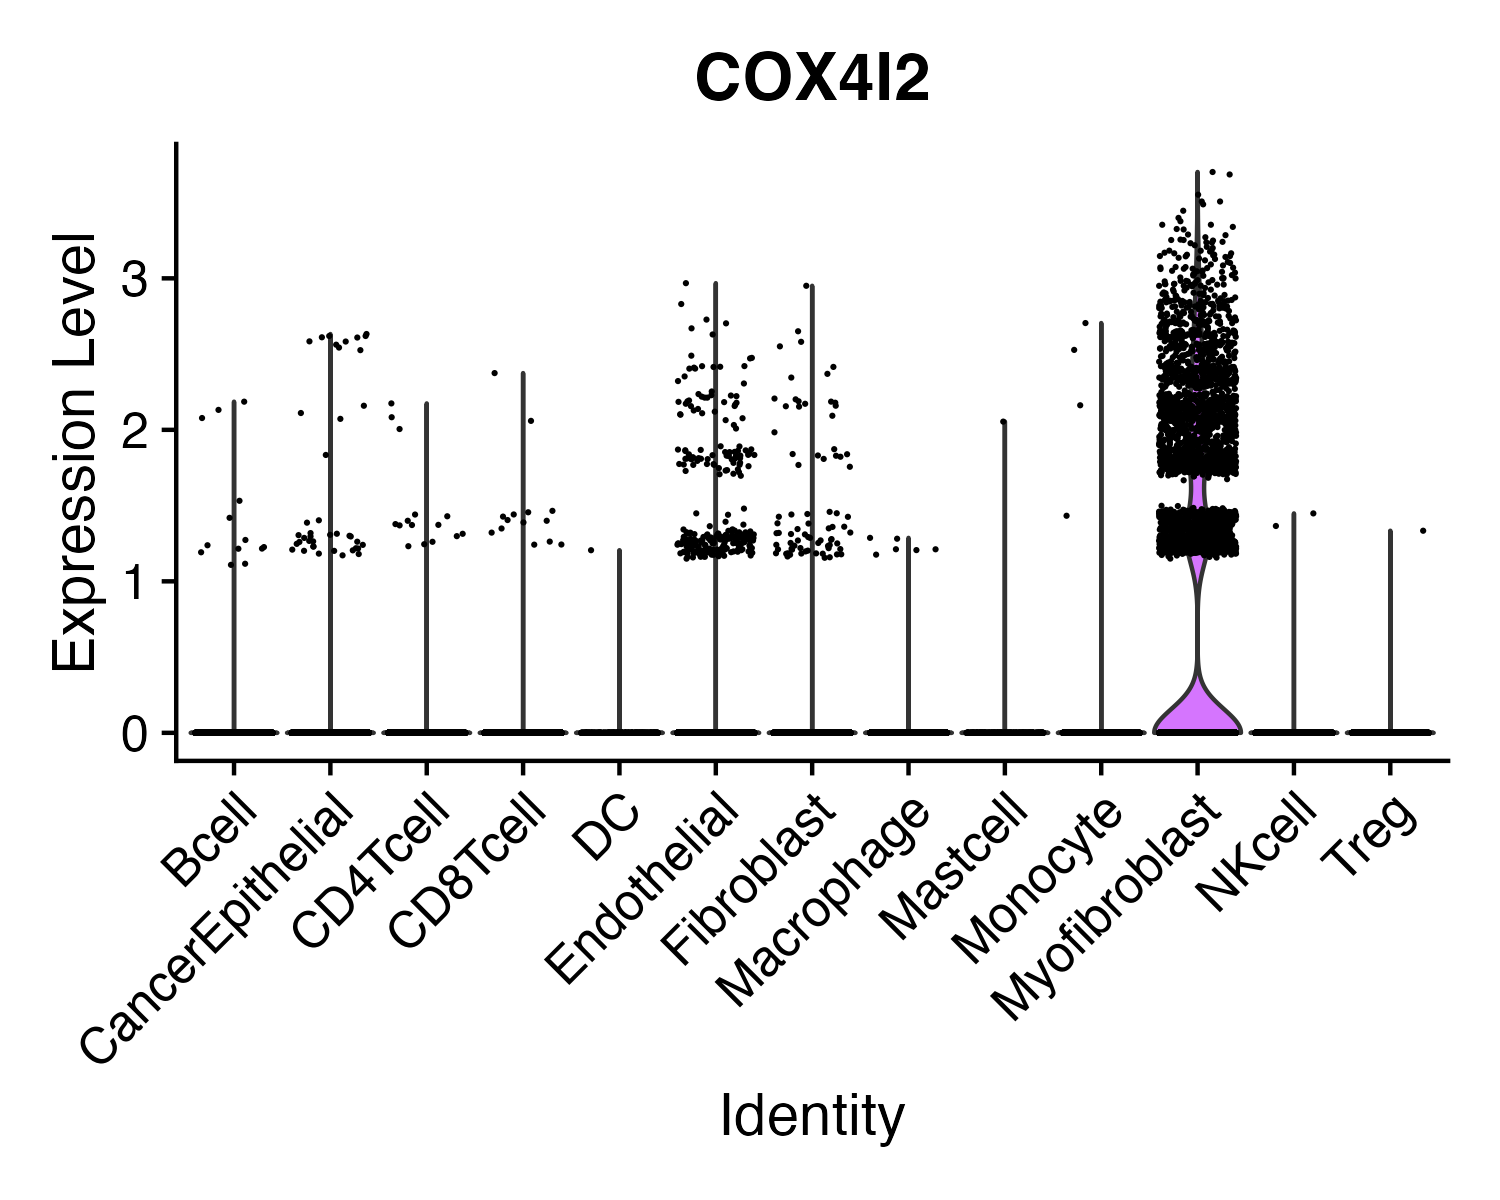 COX4I2
Expression Level
3
2
1
0
Bcell
CancerEpithelial
CD4Tcell
CD8Tcell
DC
Endothelial
Fibroblast
Macrophage
Mastcell
Monocyte
Myofibroblast
NKcell
Treg
Identity